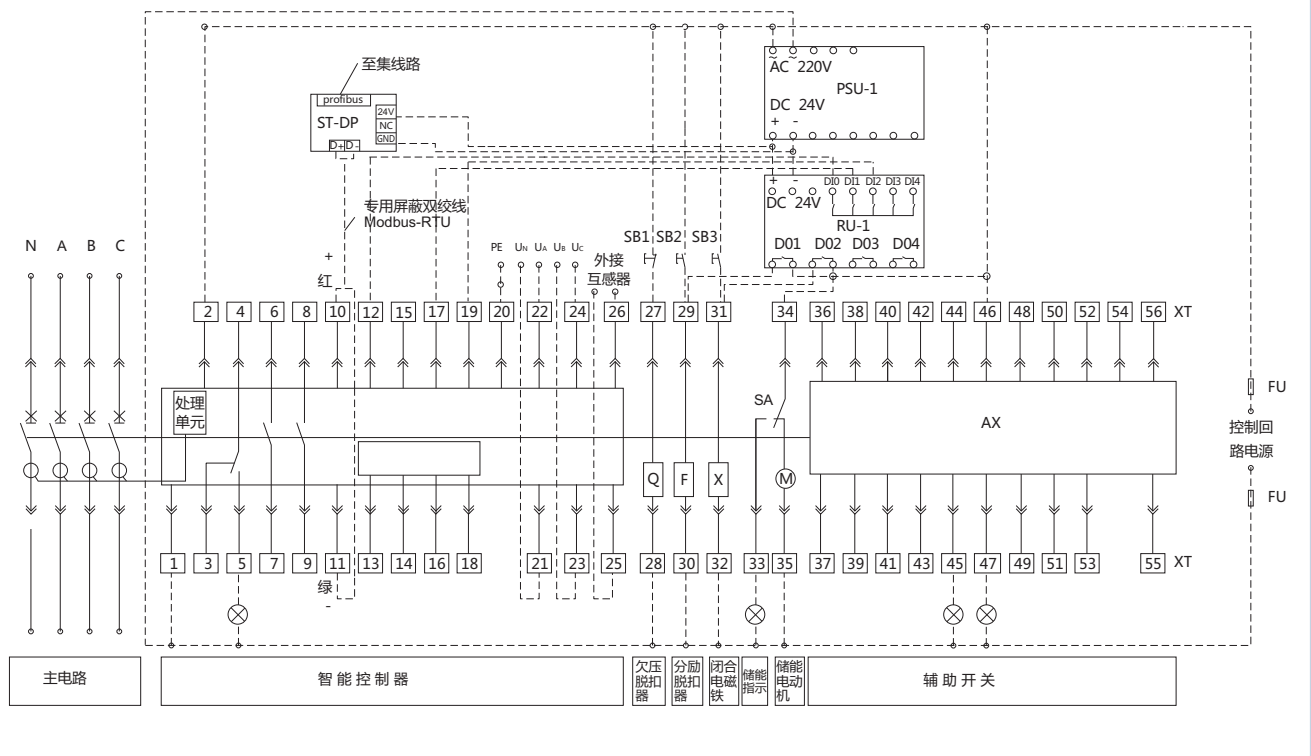 至集线路
profibus
ST-DP
24V
NC
GND
D+ D-
AC 220V
PSU-1
DC 24V
+ -
+ -
DI0 DI1 DI2 DI3 DI4
DC 24V
RU-1
D01 D02 D03 D04
专用屏蔽双绞线
Modbus-RTU
N A B C
+
红
PE UN UA UB UC
外接
互感器
SB1 SB2 SB3
2 4 6 8 10 12 15 17 19 20 22 24 26 27 29 31 34 36 38 40 42 44 46 48 50 52 54 56 XT
处理
单元
SA
AX
FU
控制回
路电源
FU
Q F X M
1 3 5 7 9 11 13 14 16 18 21 23 25 28 30 32 33 35 37 39 41 43 45 47 49 51 53 55 XT
绿
-
主电路
智能控制器
欠压
脱扣
器
分励
脱扣
器
闭合
电磁
铁
储能
指示
储能
电动
机
辅助开关